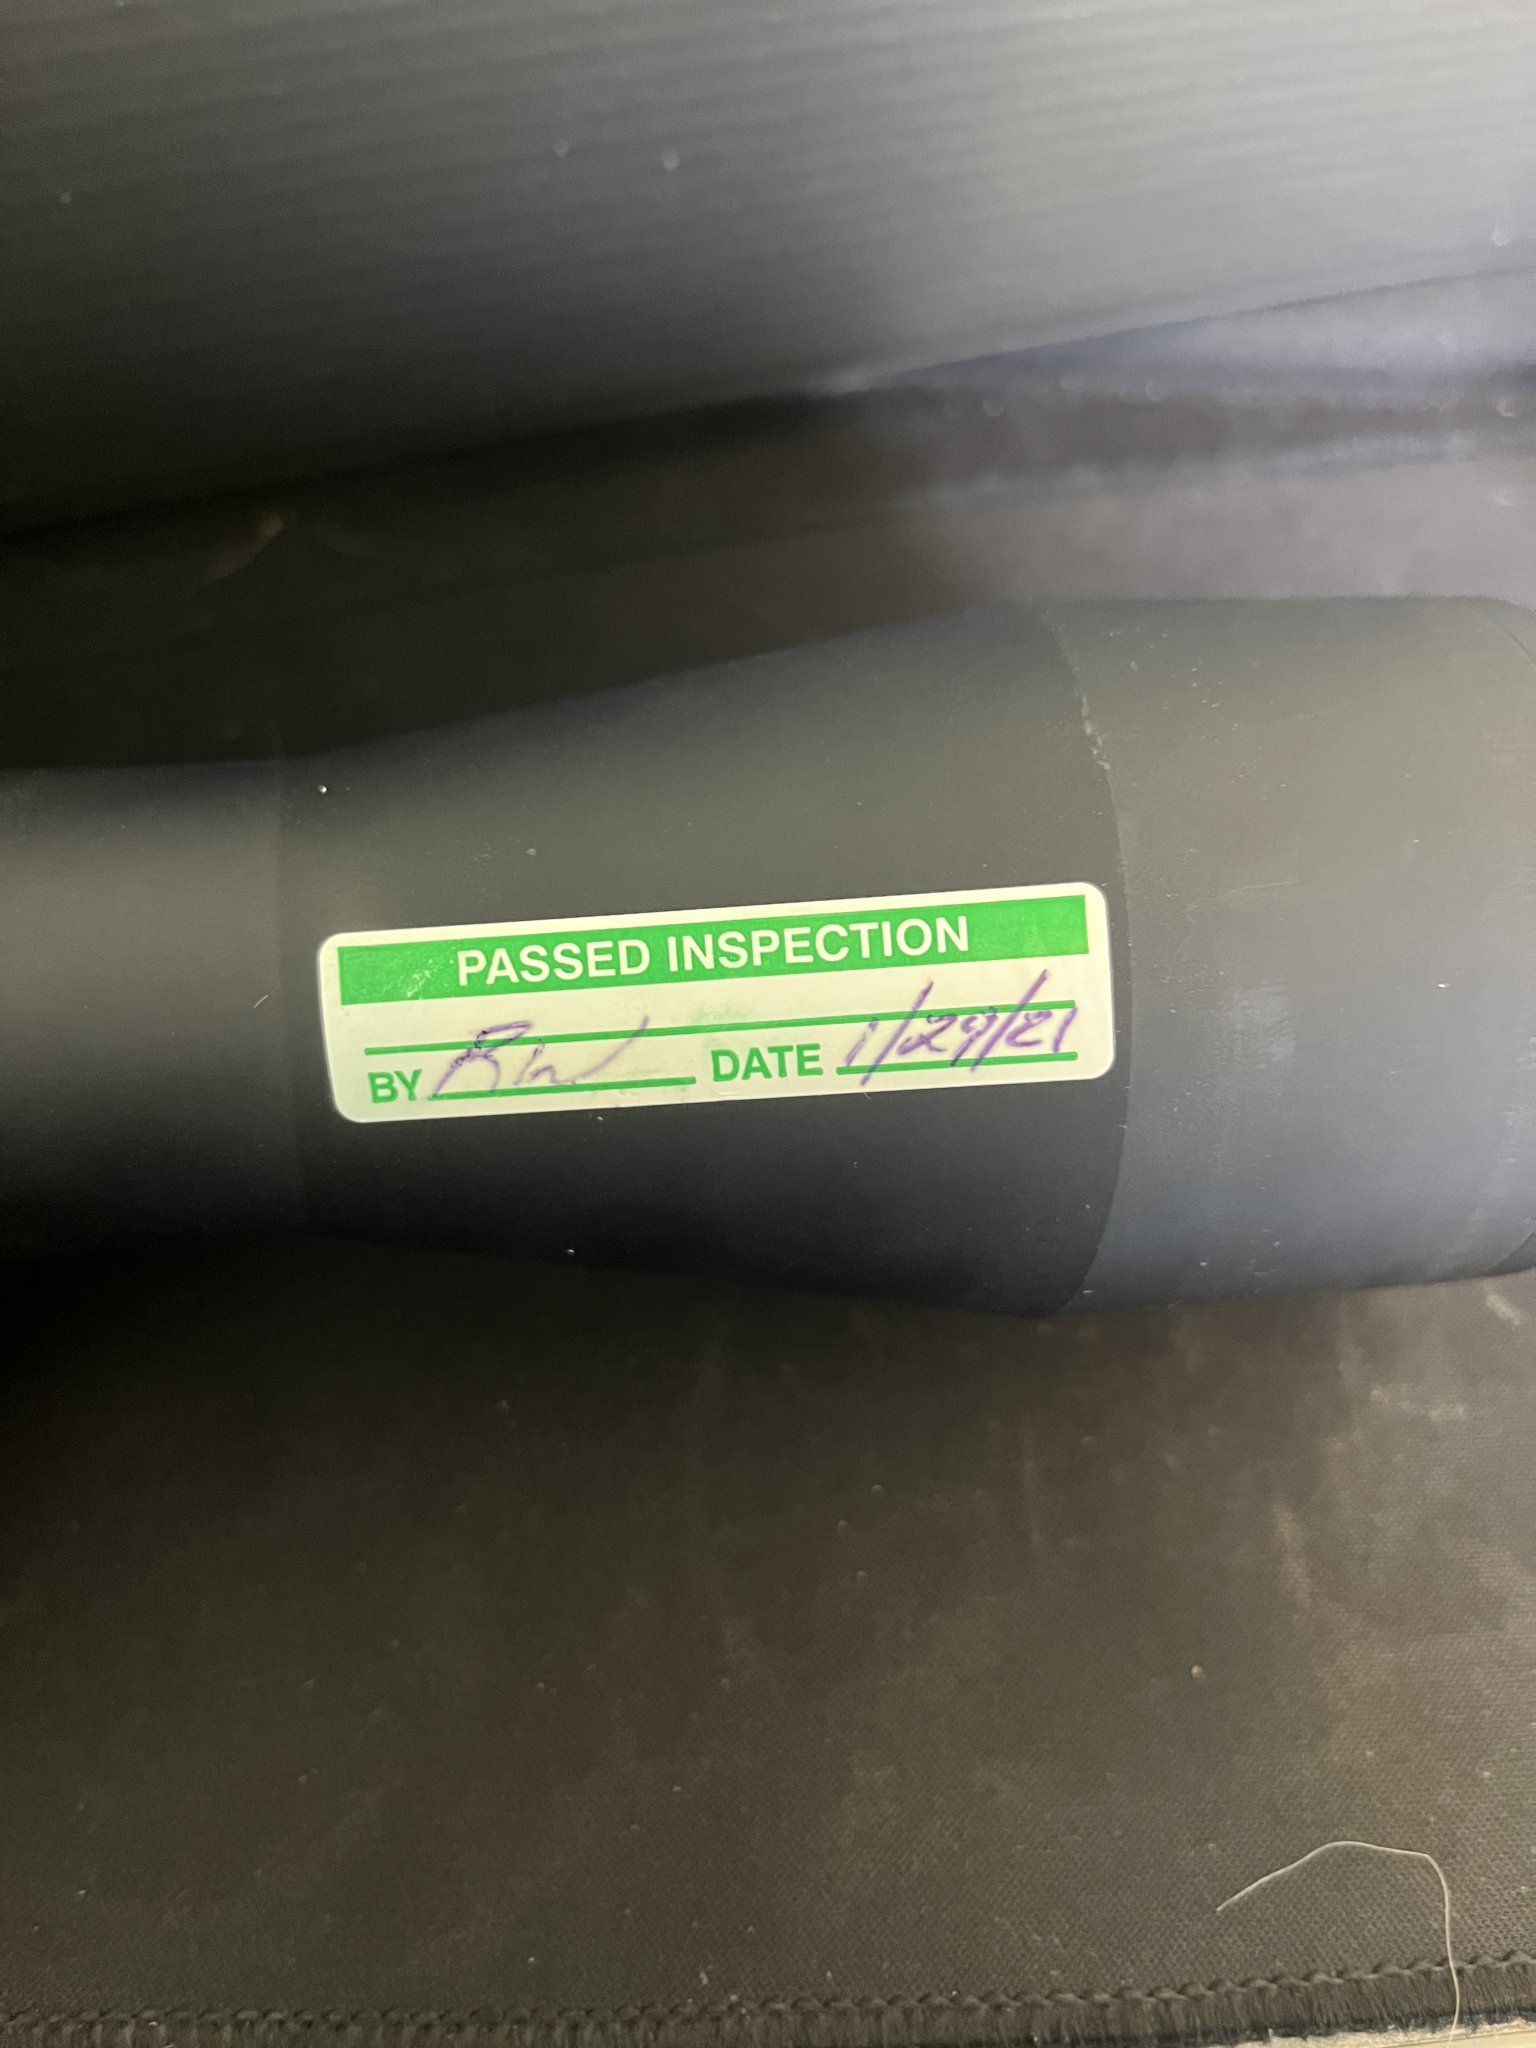 PASSED INSPECTION
BY DATE 1/29/21